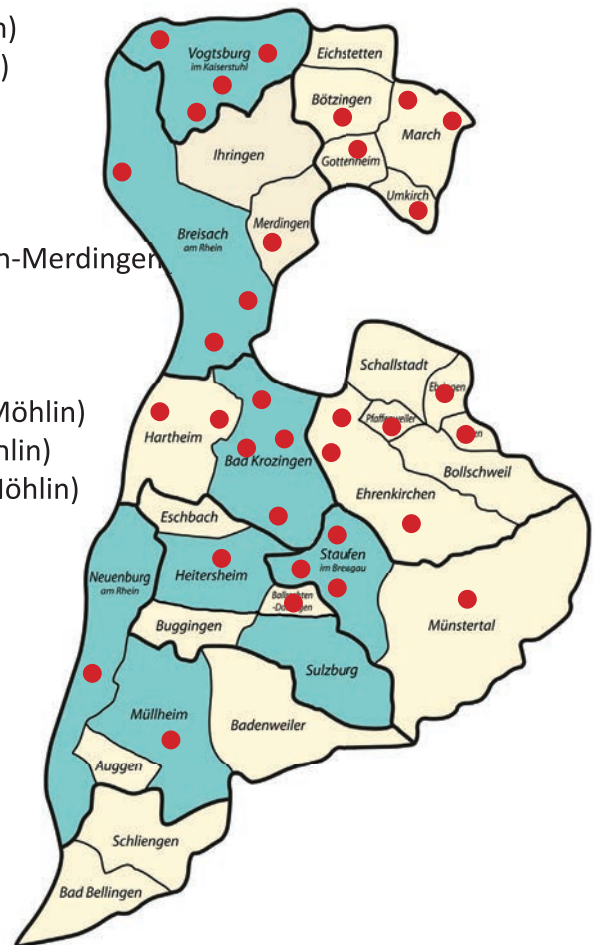 n)
)
n-Merdingen
Möhlin)
hlin)
Möhlin)
Vogtsburg
im Kaiserstuhl
Eichstetten
Bötzingen
March
Ihringen
Gottenheim
Umkirch
Merdingen
Breisach
am Rhein
Schallstadt
Hartheim
Bad Krozingen
Bollschweil
Ehrenkirchen
Eschbach
Staufen
im Breisgau
Neuenburg
am Rhein
Heitersheim
Münstertal
Buggingen
Sulzburg
Müllheim
Badenweiler
Auggen
Schliengen
Bad Bellingen